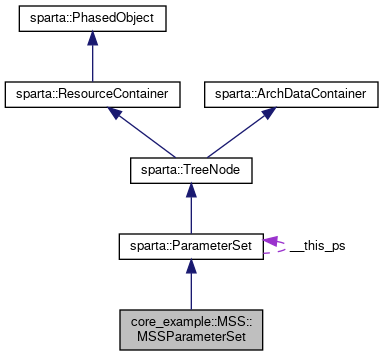 sparta::PhasedObject
sparta::ResourceContainer
sparta::ArchDataContainer
sparta::TreeNode
sparta::ParameterSet
__this_ps
core_example::MSS::
MSSParameterSet